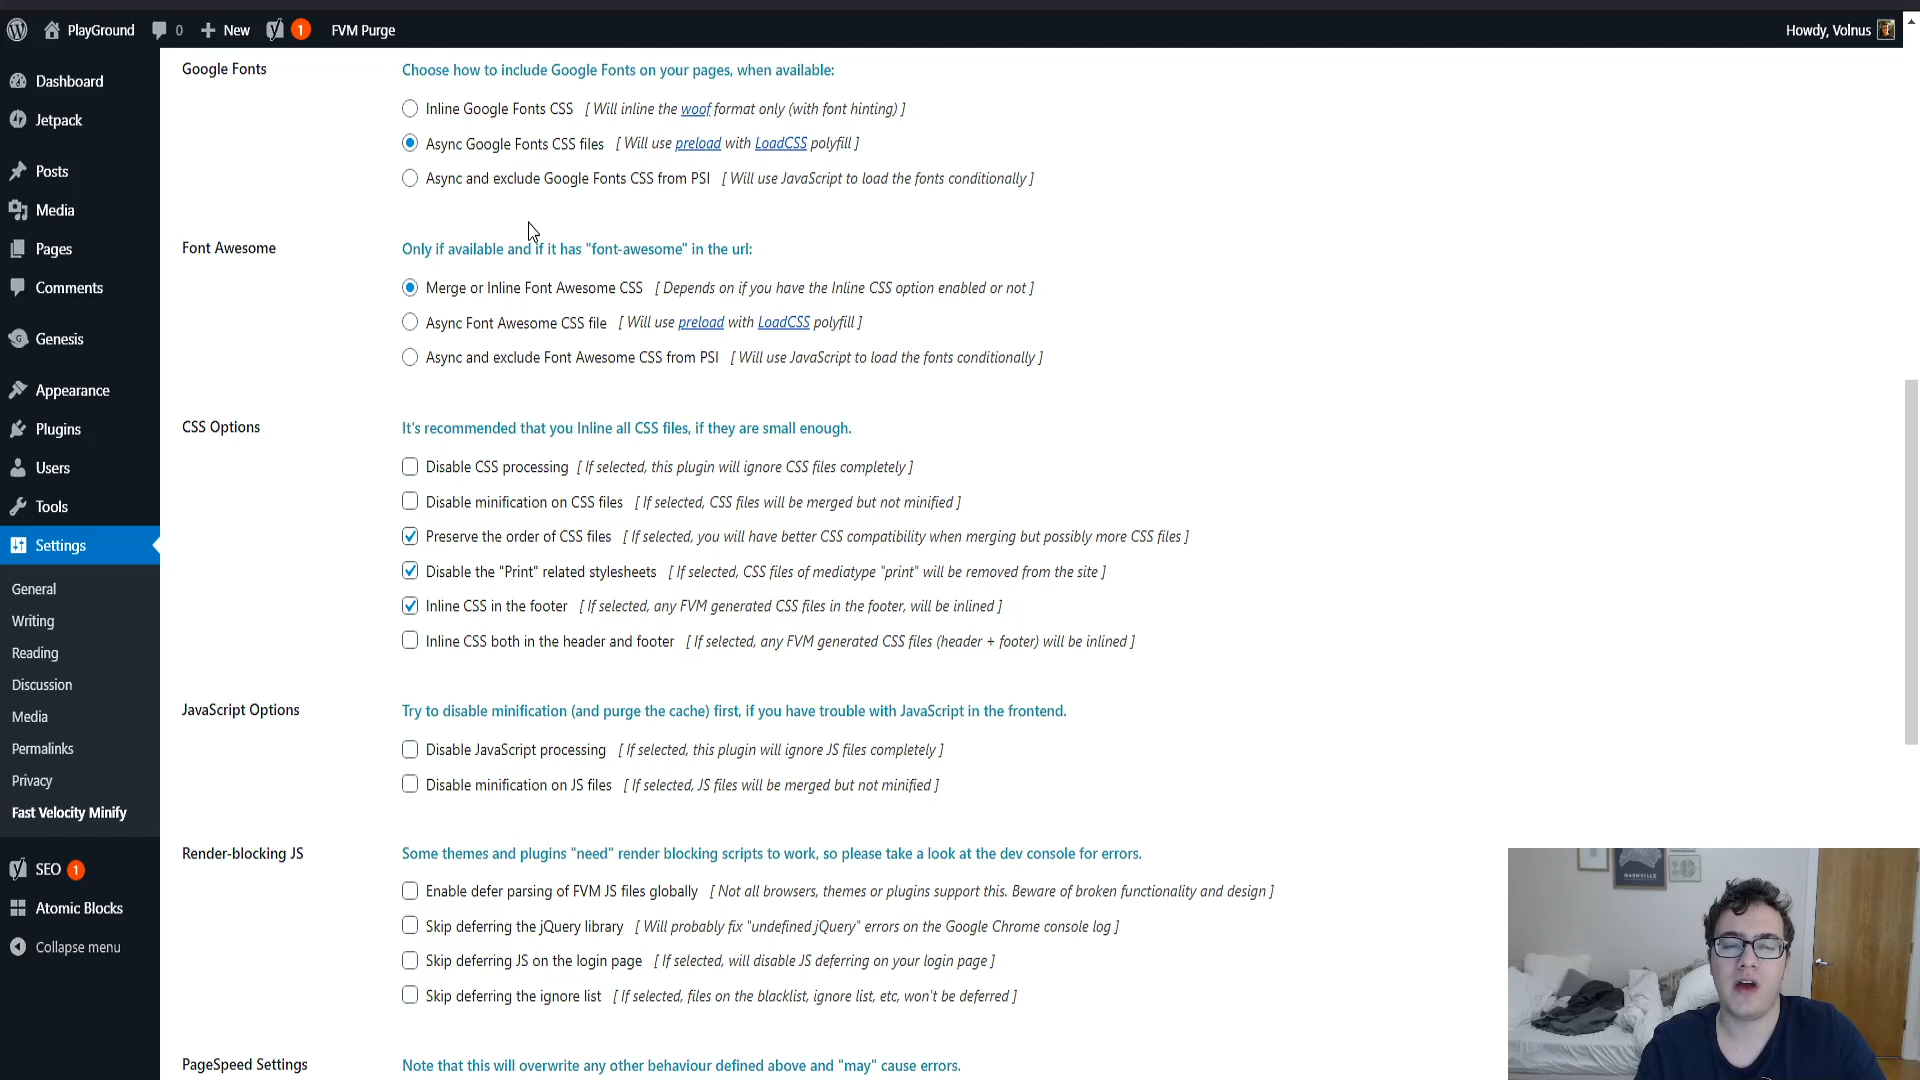 PlayGround 0 New 1 FVM Purge Howdy, Volnus
Dashboard
Jetpack
Posts
Media
Pages
Comments
Genesis
Appearance
Plugins
Users
Tools
Settings
General
Writing
Reading
Discussion
Media
Permalinks
Privacy
Fast Velocity Minify
SEO 1
Atomic Blocks
Collapse menu
Google Fonts
Choose how to include Google Fonts on your pages, when available:
Inline Google Fonts CSS [ Will inline the woof format only (with font hinting) ]
Async Google Fonts CSS files [ Will use preload with LoadCSS polyfill ]
Async and exclude Google Fonts CSS from PSI [ Will use JavaScript to load the fonts conditionally ]
Font Awesome
Only if available and if it has "font-awesome" in the url:
Merge or Inline Font Awesome CSS [ Depends on if you have the Inline CSS option enabled or not ]
Async Font Awesome CSS file [ Will use preload with LoadCSS polyfill ]
Async and exclude Font Awesome CSS from PSI [ Will use JavaScript to load the fonts conditionally ]
CSS Options
It's recommended that you Inline all CSS files, if they are small enough.
Disable CSS processing [ If selected, this plugin will ignore CSS files completely ]
Disable minification on CSS files [ If selected, CSS files will be merged but not minified ]
Preserve the order of CSS files [ If selected, you will have better CSS compatibility when merging but possibly more CSS files ]
Disable the "Print" related stylesheets [ If selected, CSS files of mediatype "print" will be removed from the site ]
Inline CSS in the footer [ If selected, any FVM generated CSS files in the footer, will be inlined ]
Inline CSS both in the header and footer [ If selected, any FVM generated CSS files (header + footer) will be inlined ]
JavaScript Options
Try to disable minification (and purge the cache) first, if you have trouble with JavaScript in the frontend.
Disable JavaScript processing [ If selected, this plugin will ignore JS files completely ]
Disable minification on JS files [ If selected, JS files will be merged but not minified ]
Render-blocking JS
Some themes and plugins "need" render blocking scripts to work, so please take a look at the dev console for errors.
Enable defer parsing of FVM JS files globally [ Not all browsers, themes or plugins support this. Beware of broken functionality and design ]
Skip deferring the jQuery library [ Will probably fix "undefined jQuery" errors on the Google Chrome console log ]
Skip deferring JS on the login page [ If selected, will disable JS deferring on your login page ]
Skip deferring the ignore list [ If selected, files on the blacklist, ignore list, etc, won't be deferred ]
PageSpeed Settings
Note that this will overwrite any other behaviour defined above and "may" cause errors.
NASHVILLE